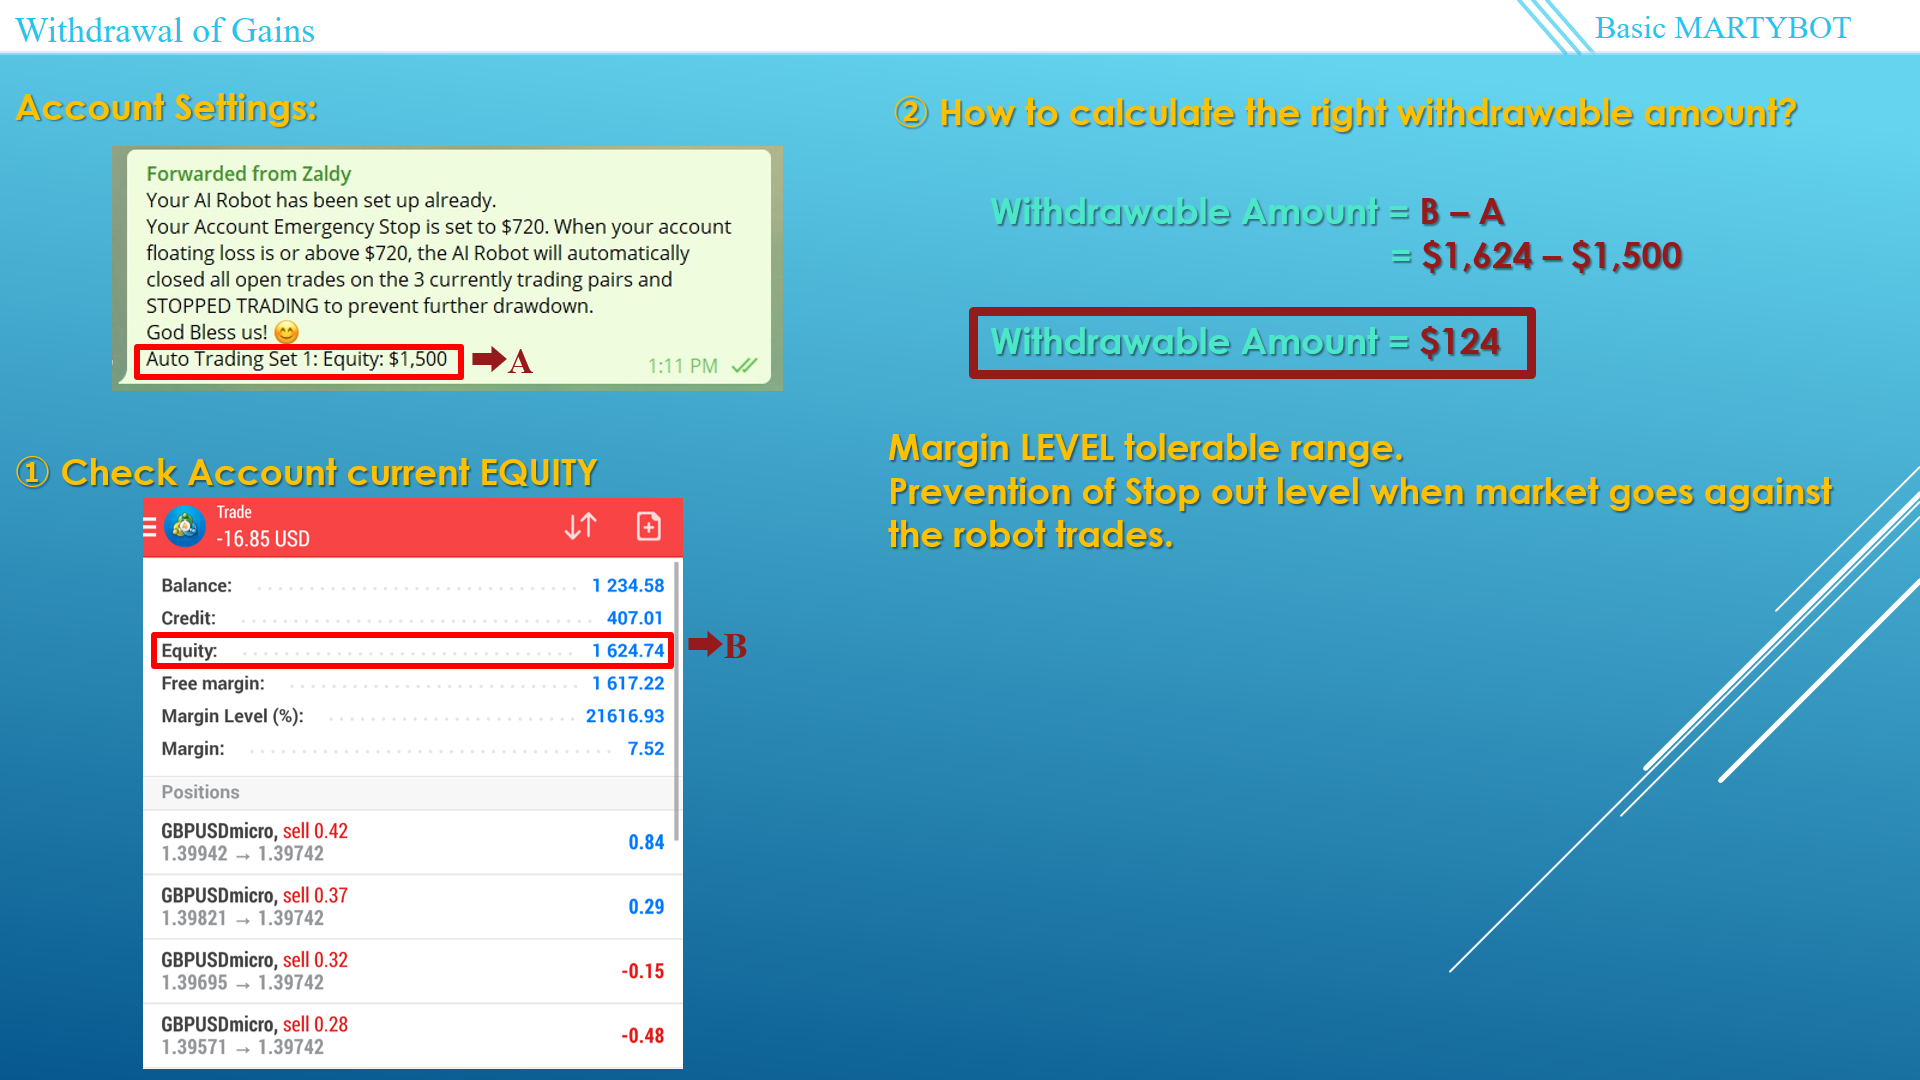 Withdrawal of Gains
Basic MARTYBOT
Account Settings:
Forwarded from Zaldy
Your AI Robot has been set up already.
Your Account Emergency Stop is set to $720. When your account
floating loss is or above $720, the AI Robot will automatically
closed all open trades on the 3 currently trading pairs and
STOPPED TRADING to prevent further drawdown.
God Bless us! 😊
Auto Trading Set 1: Equity: $1,500
A
1:11 PM
① Check Account current EQUITY
Trade
-16.85 USD
Balance: 1 234.58
Credit: 407.01
Equity: 1 624.74
B
Free margin: 1 617.22
Margin Level (%): 21616.93
Margin: 7.52
Positions
GBPUSDmicro, sell 0.42
1.39942 → 1.39742
0.84
GBPUSDmicro, sell 0.37
1.39821 → 1.39742
0.29
GBPUSDmicro, sell 0.32
1.39695 → 1.39742
-0.15
GBPUSDmicro, sell 0.28
1.39571 → 1.39742
-0.48
② How to calculate the right withdrawable amount?
Withdrawable Amount = B – A
= $1,624 – $1,500
Withdrawable Amount = $124
Margin LEVEL tolerable range.
Prevention of Stop out level when market goes against
the robot trades.